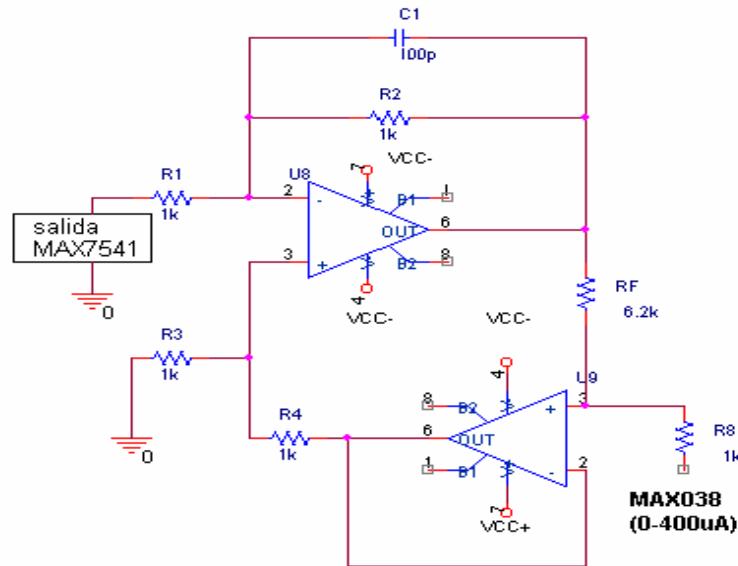 C1
100p
R2
1k
VCC-
U8
R1
1k
7
1
2
-
B1
salida
MAX7541
OUT
6
3
+
B2
8
4
VCC-
0
RF
6.2k
VCC-
R3
1k
4
U9
8
B2
+
3
R4
1k
6
OUT
R8
1k
0
1
B1
-
2
7
VCC+
MAX038
(0-400uA)